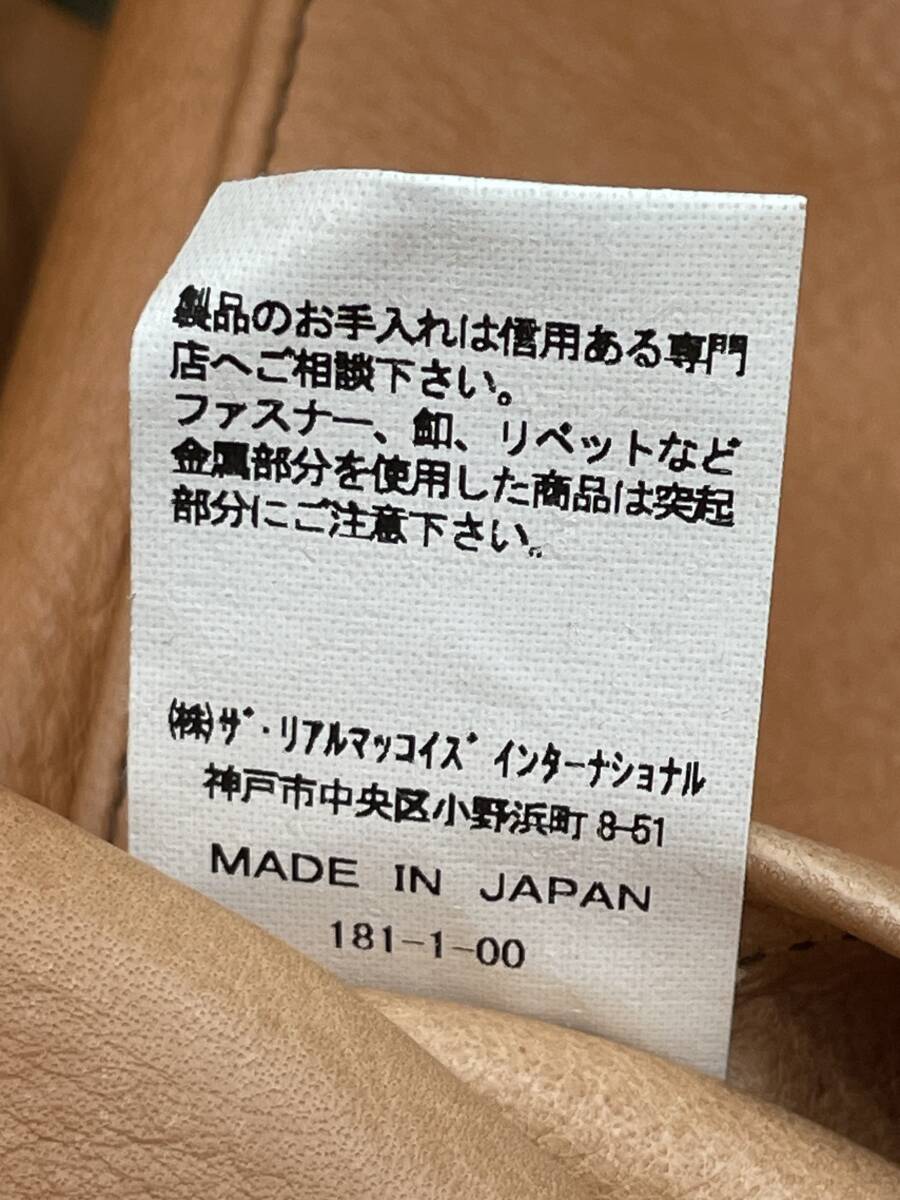 製品のお手入れは信用ある専門
店へご相談下さい。
ファスナー、釦、リペットなど
金属部分を使用した商品は突起
部分にご注意下さい。
㈱ｻﾞ・ﾘｱﾙﾏｯｺｲｽﾞ ｲﾝﾀｰﾅｼｮﾅﾙ
神戸市中央区小野浜町 8-51
MADE IN JAPAN
181-1-00